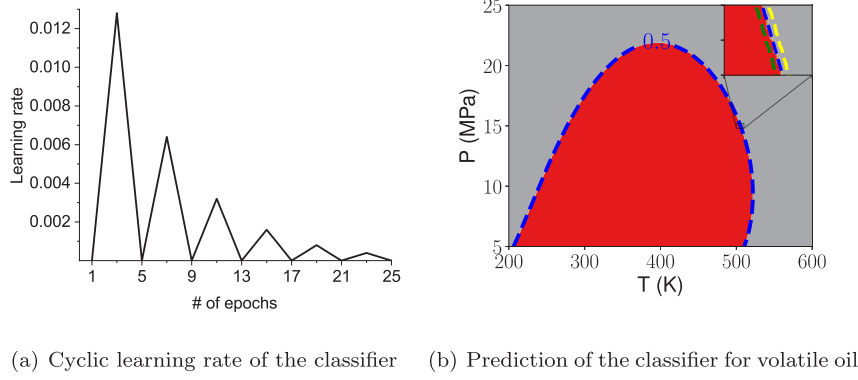 0.012
0.010
0.008
0.006
0.004
0.002
Learning rate
1 5 9 13 17 21 25
# of epochs
25
20
15
10
5
P (MPa)
0.5
200 300 400 500 600
T (K)
(a) Cyclic learning rate of the classifier
(b) Prediction of the classifier for volatile oil